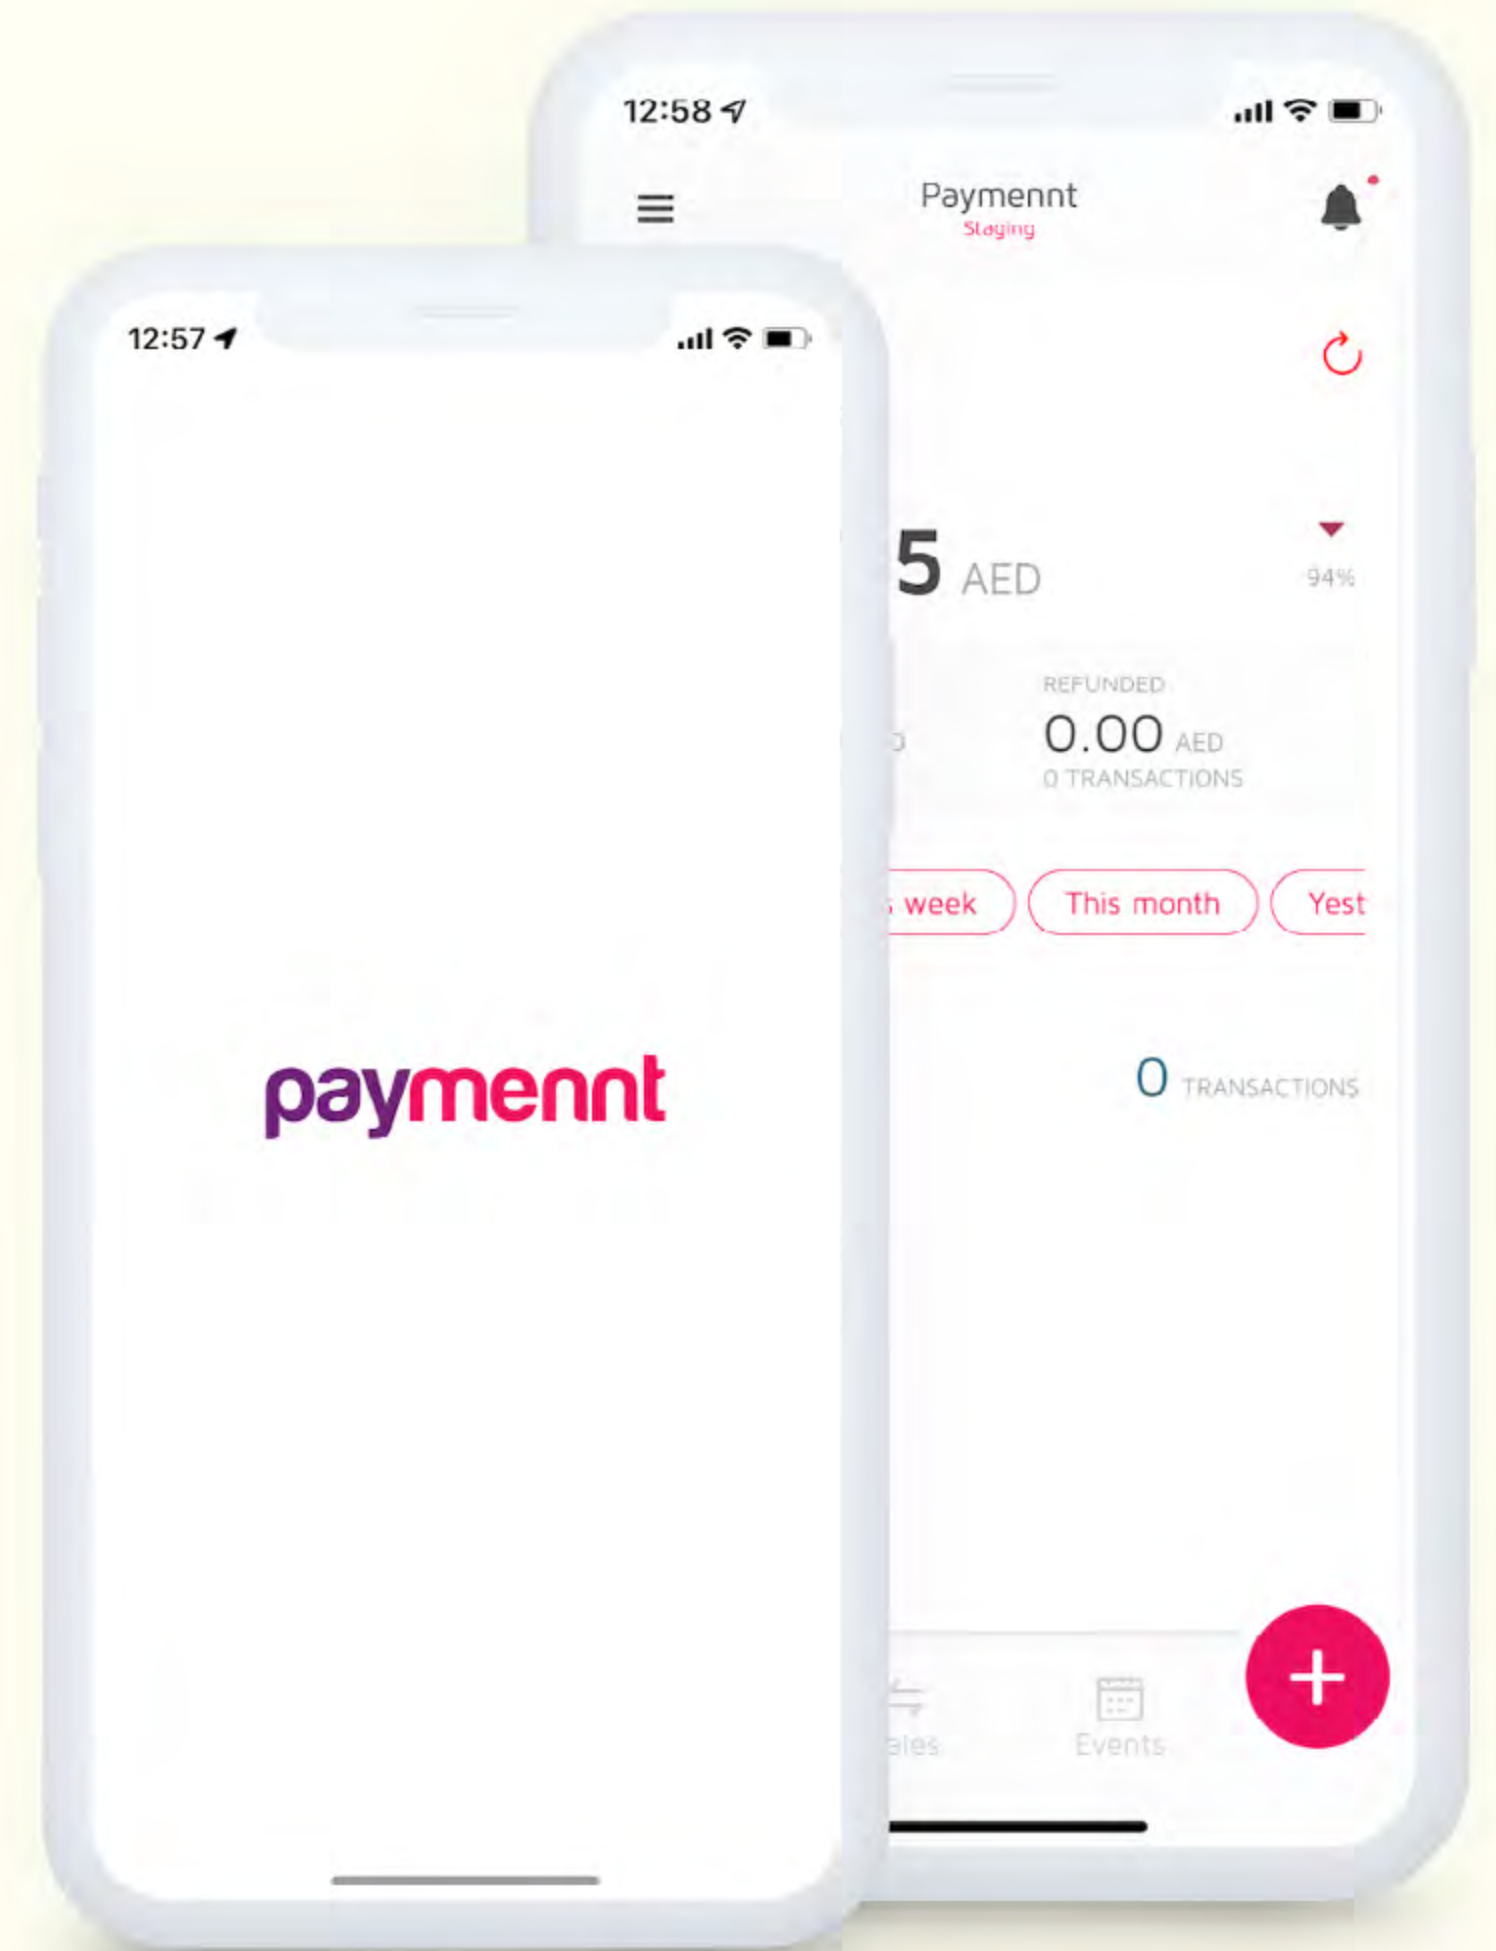 12:58
Paymennt
Staging
12:57
5 AED
94%
REFUNDED
0.00 AED
0 TRANSACTIONS
week
This month
Yest
paymennt
0 TRANSACTIONS
ales
Events